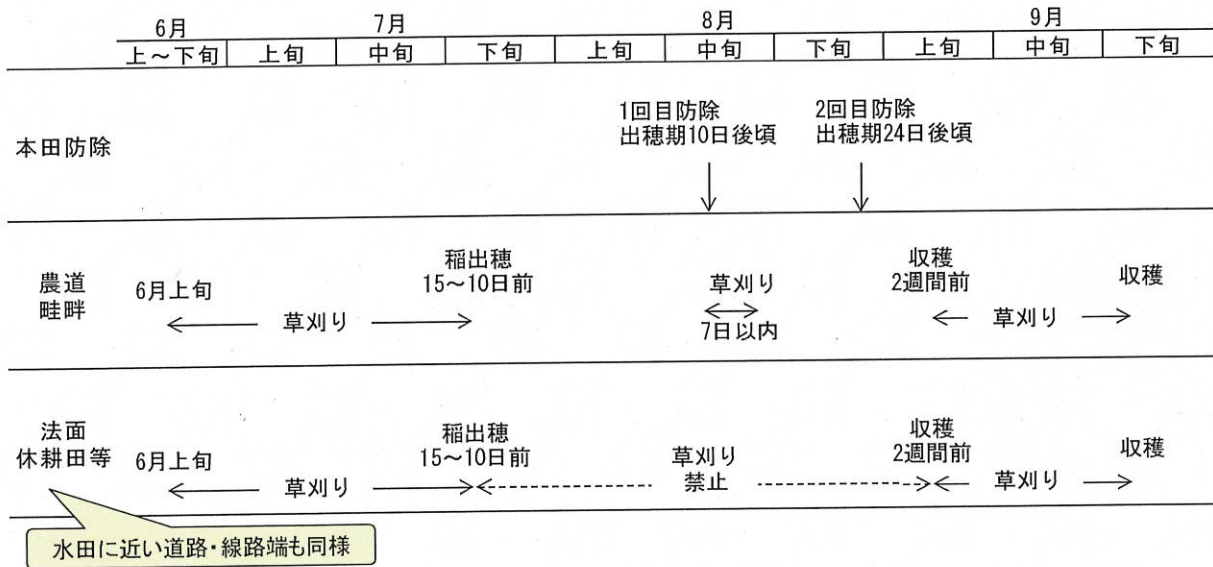 6月 7月 8月 9月
上～下旬 上旬 中旬 下旬 上旬 中旬 下旬 上旬 中旬 下旬
本田防除
1回目防除
出穂期10日後頃
2回目防除
出穂期24日後頃
農道
畦畔
6月上旬
草刈り
稲出穂
15～10日前
草刈り
7日以内
収穫
2週間前
草刈り
収穫
法面
休耕田等
6月上旬
草刈り
稲出穂
15～10日前
草刈り
禁止
収穫
2週間前
草刈り
収穫
水田に近い道路・線路端も同様